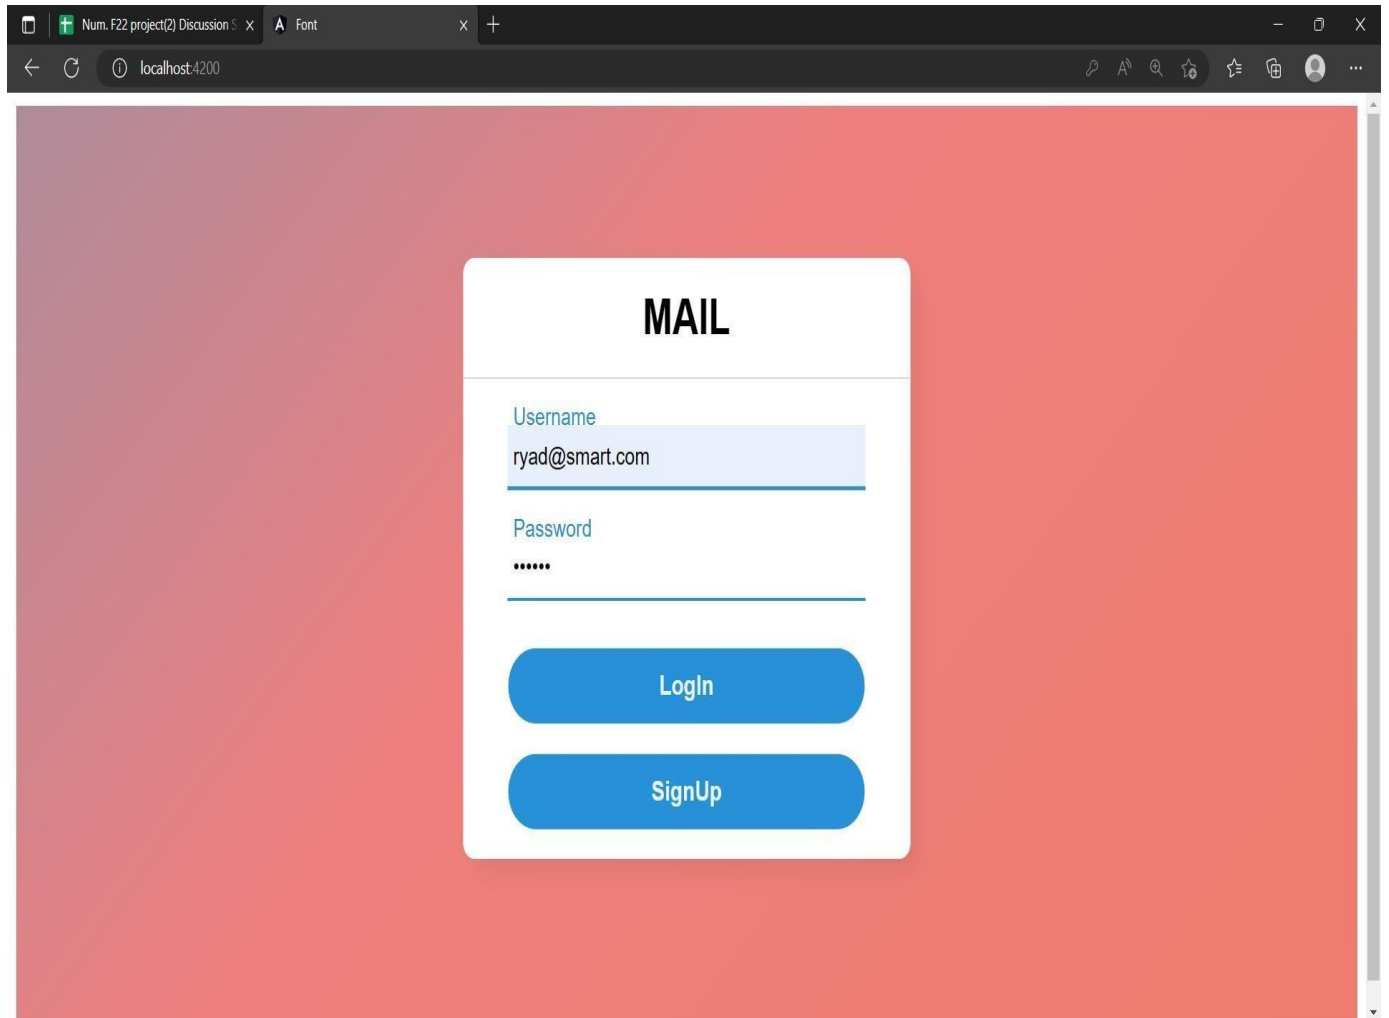 Num. F22 project(2) Discussion S
Font
localhost:4200
MAIL
Username
ryad@smart.com
Password
••••••
LogIn
SignUp